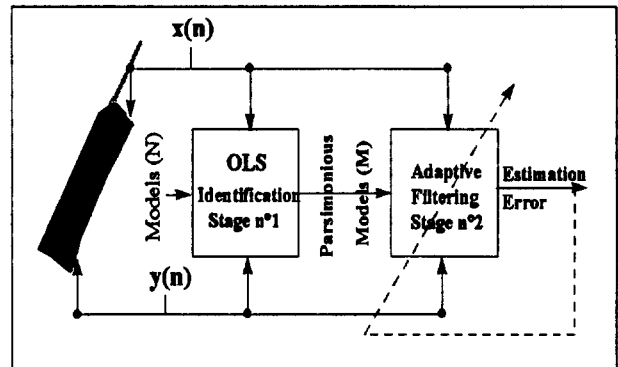 x(n)
Models (N)
OLS
Identification
Stage n°1
Parsimonious
Models (M)
Adaptive
Filtering
Stage n°2
Estimation
Error
y(n)